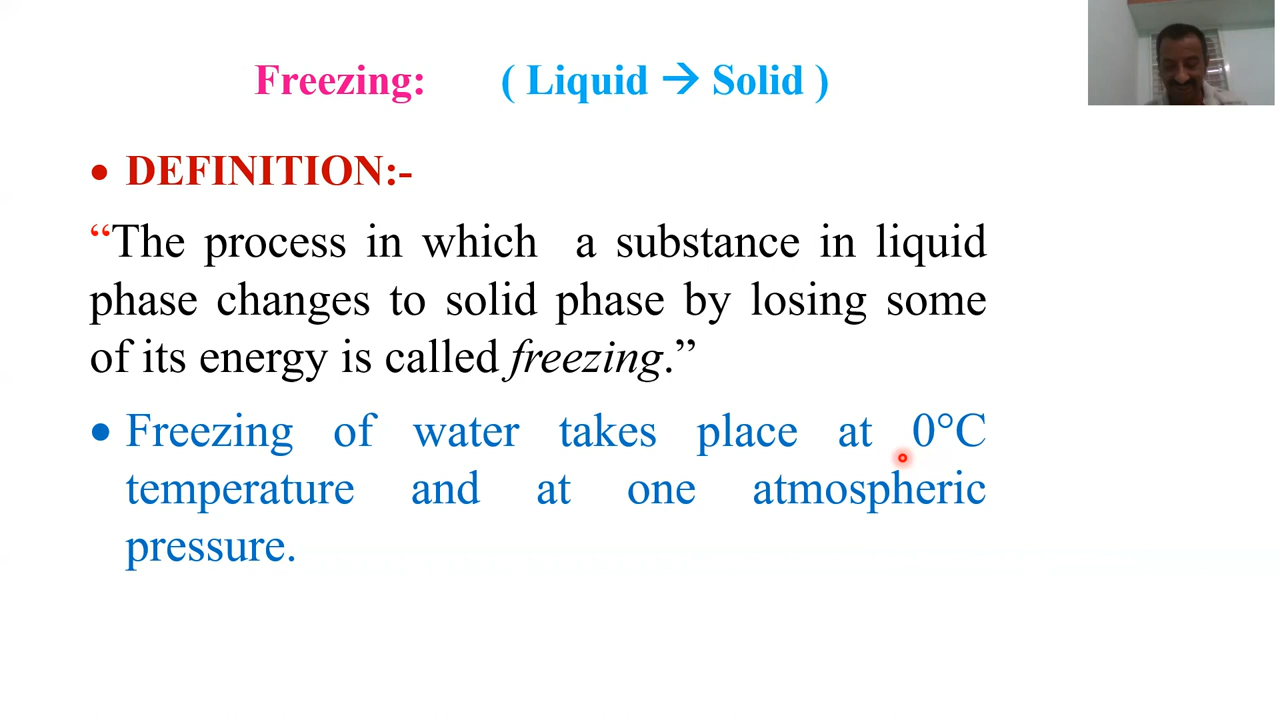 Freezing: ( Liquid → Solid )
• DEFINITION:-
“The process in which a substance in liquid
phase changes to solid phase by losing some
of its energy is called freezing.”
• Freezing of water takes place at 0°C
temperature and at one atmospheric
pressure.